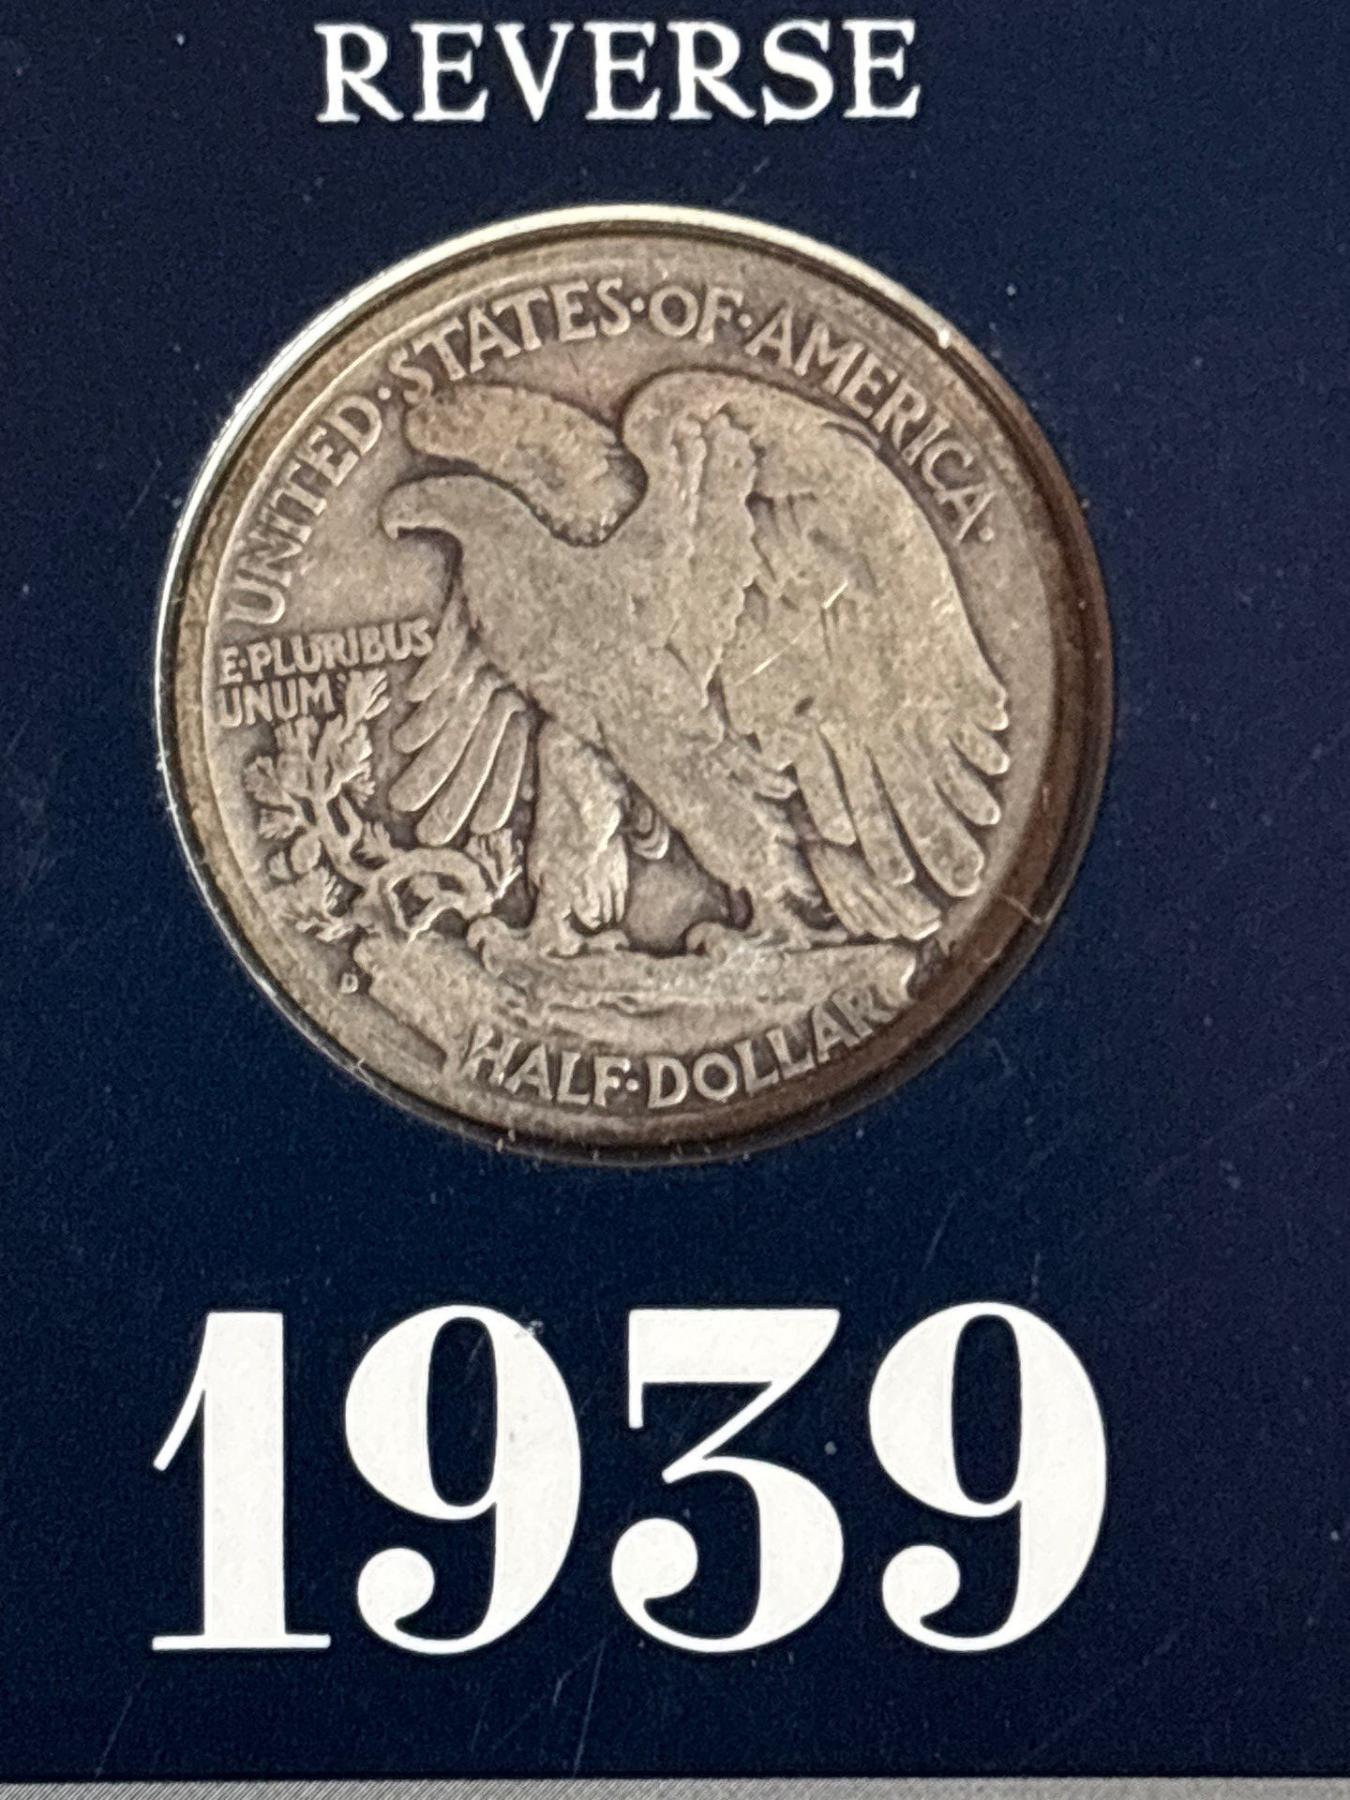 REVERSE
UNITED·STATES·OF·AMERICA·
E·PLURIBUS
UNUM
D
HALF·DOLLAR
1939